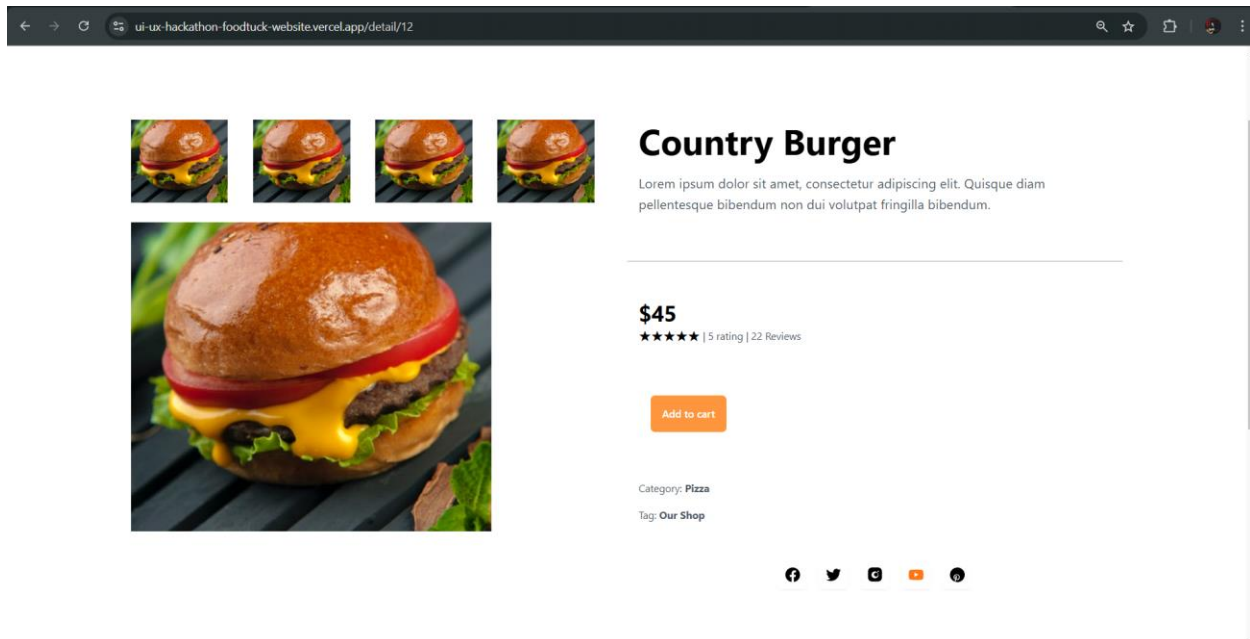 ui-ux-hackathon-foodtuck-website.vercel.app/detail/12
Country Burger
Lorem ipsum dolor sit amet, consectetur adipiscing elit. Quisque diam
pellentesque bibendum non dui volutpat fringilla bibendum.
$45
★★★★★ | 5 rating | 22 Reviews
Add to cart
Category: Pizza
Tag: Our Shop